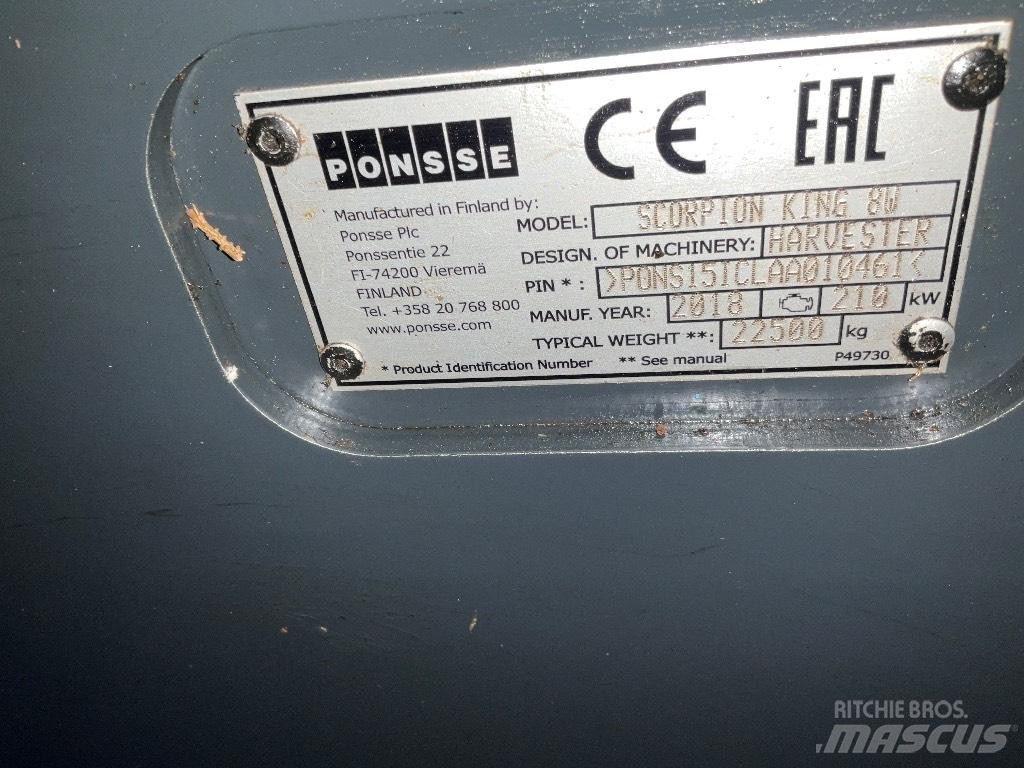 PONSSE
CE EAC
Manufactured in Finland by:
Ponsse Plc
Ponssentie 22
FI-74200 Vieremä
FINLAND
Tel. +358 20 768 800
www.ponsse.com
MODEL: SCORPION KING 8W
DESIGN. OF MACHINERY: HARVESTER
PIN * : >PONS15ICLAA010461<
MANUF. YEAR: 2018 210 kW
TYPICAL WEIGHT **: 22500 kg
* Product Identification Number ** See manual P49730
RITCHIE BROS.
MASCUS